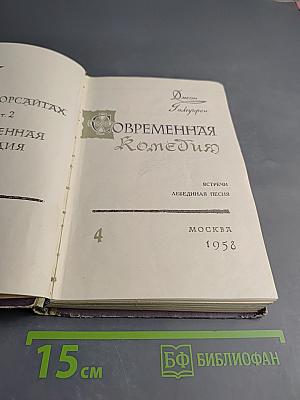 ОРСАЙТАХ
т. 2
ЕННАЯ
ДИЯ
Джон
Голсуорси
СОВРЕМЕННАЯ
КОМЕДИЯ
ВСТРЕЧИ
ЛЕБЕДИНАЯ ПЕСНЯ
4
МОСКВА
1958
15 см
БФ БИБЛИОФАН